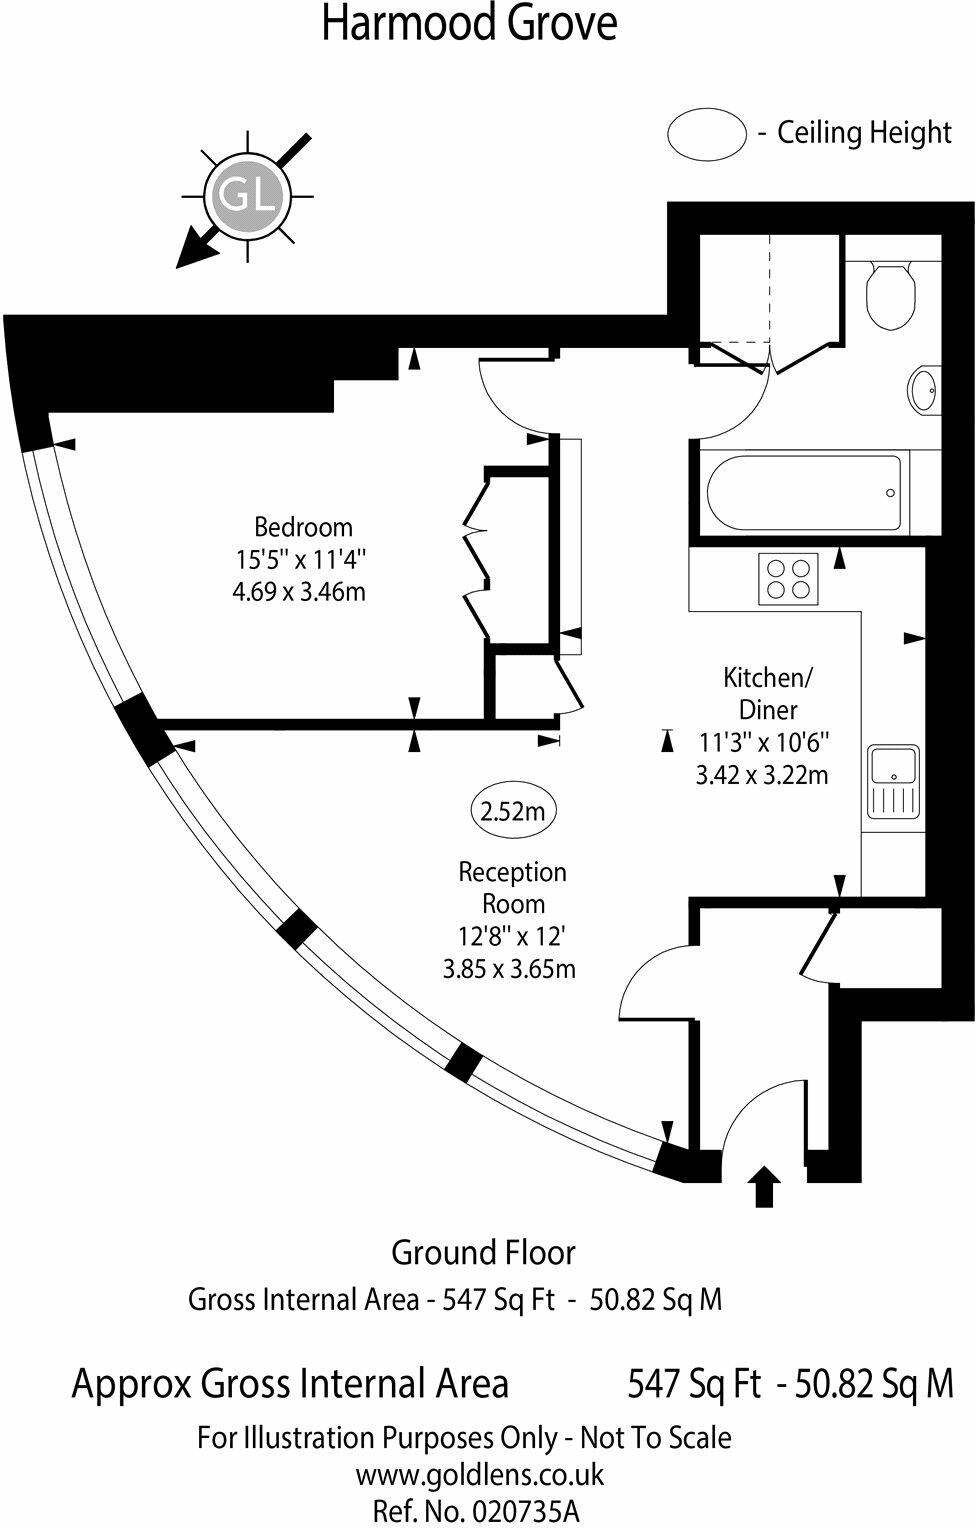 Harmood Grove
- Ceiling Height
GL
Bedroom
15'5" x 11'4"
4.69 x 3.46m
Kitchen/
Diner
11'3" x 10'6"
3.42 x 3.22m
2.52m
Reception
Room
12'8" x 12'
3.85 x 3.65m
Ground Floor
Gross Internal Area - 547 Sq Ft - 50.82 Sq M
Approx Gross Internal Area 547 Sq Ft - 50.82 Sq M
For Illustration Purposes Only - Not To Scale
www.goldlens.co.uk
Ref. No. 020735A